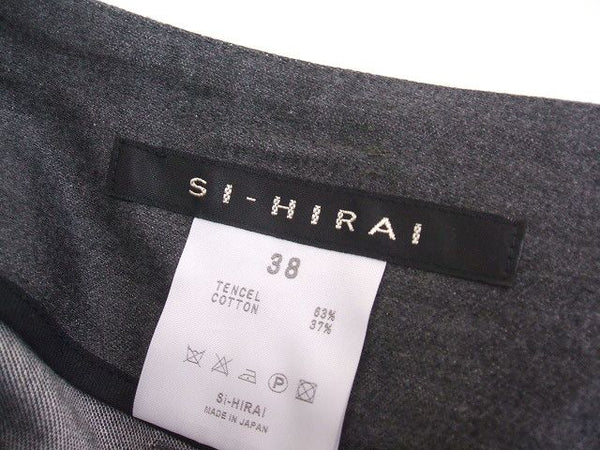 Si-HIRAI
38
TENCEL 63%
COTTON 37%
P
Si-HIRAI
MADE IN JAPAN